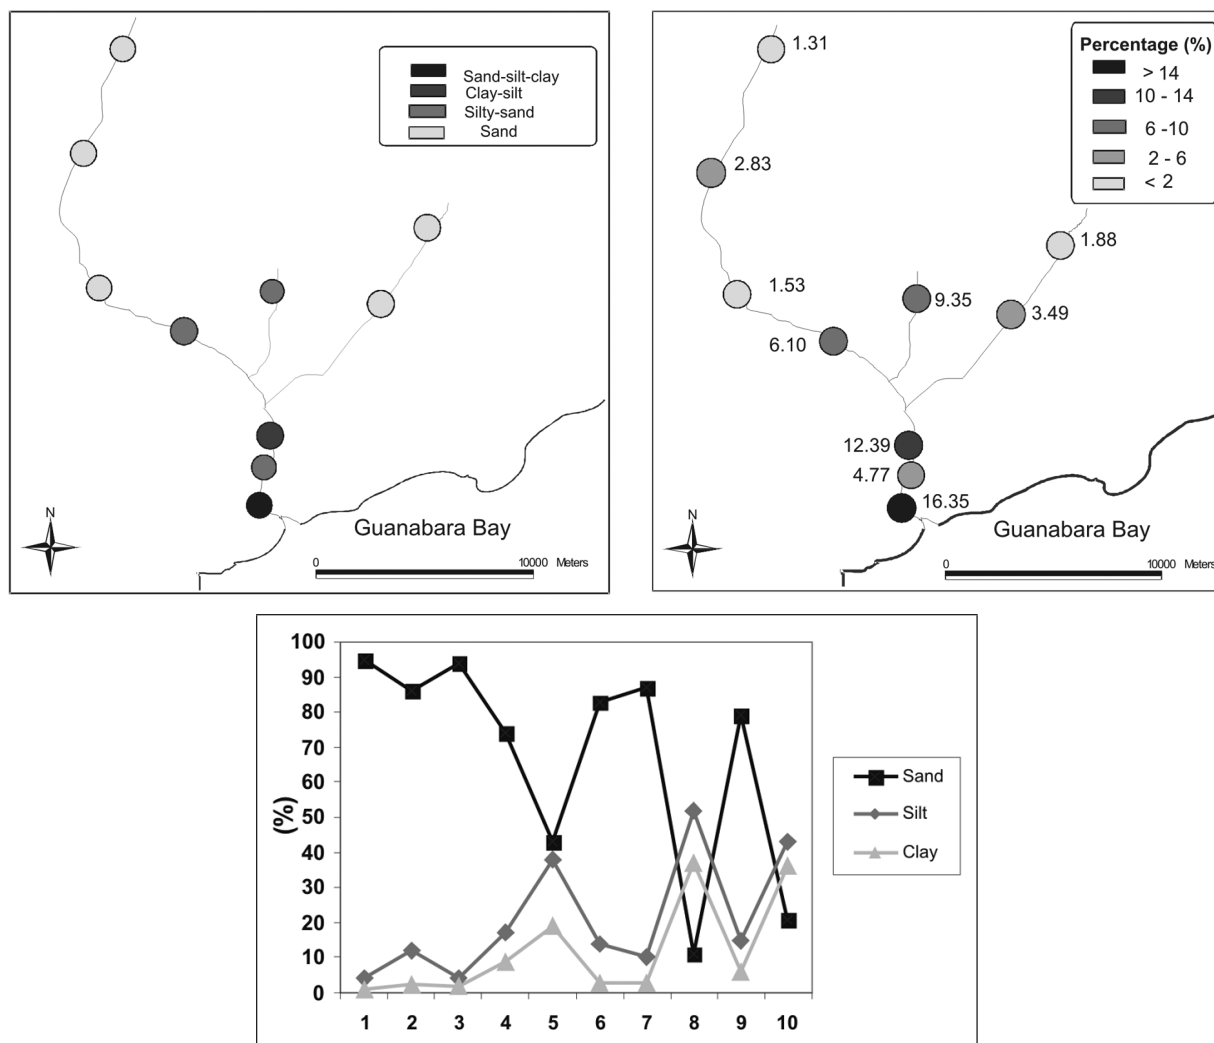 Sand-silt-clay
Clay-silt
Silty-sand
Sand
N
Guanabara Bay
0
10000 Meters
Percentage (%)
> 14
10 - 14
6 -10
2 - 6
< 2
1.31
2.83
1.88
1.53
9.35
3.49
6.10
12.39
4.77
16.35
N
Guanabara Bay
0
10000 Meters
100
90
80
70
60
50
40
30
20
10
0
(%)
1 2 3 4 5 6 7 8 9 10
Sand
Silt
Clay